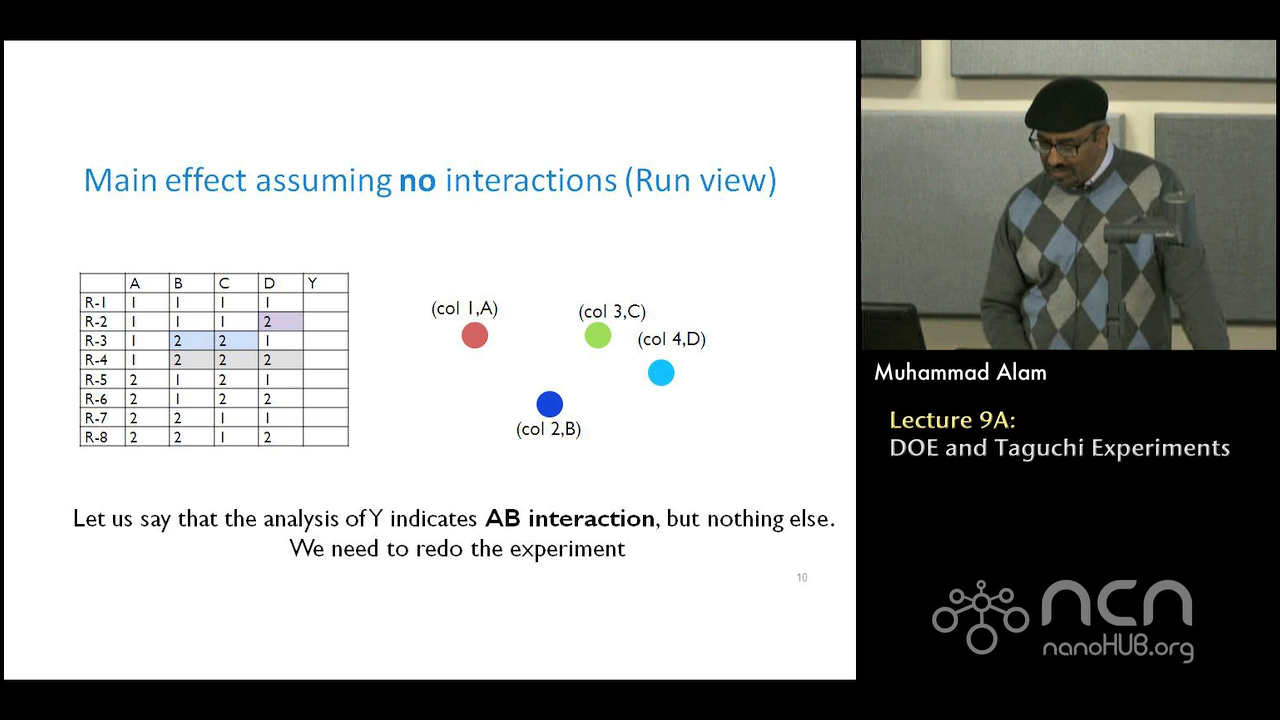 Main effect assuming no interactions (Run view)
A B C D Y
R-1 1 1 1 1
R-2 1 1 1 2
R-3 1 2 2 1
R-4 1 2 2 2
R-5 2 1 2 1
R-6 2 1 2 2
R-7 2 2 1 1
R-8 2 2 1 2
(col 1,A)
(col 3,C)
(col 4,D)
(col 2,B)
Let us say that the analysis of Y indicates AB interaction, but nothing else.
We need to redo the experiment
10
Muhammad Alam
Lecture 9A:
DOE and Taguchi Experiments
ncn
nanoHUB.org